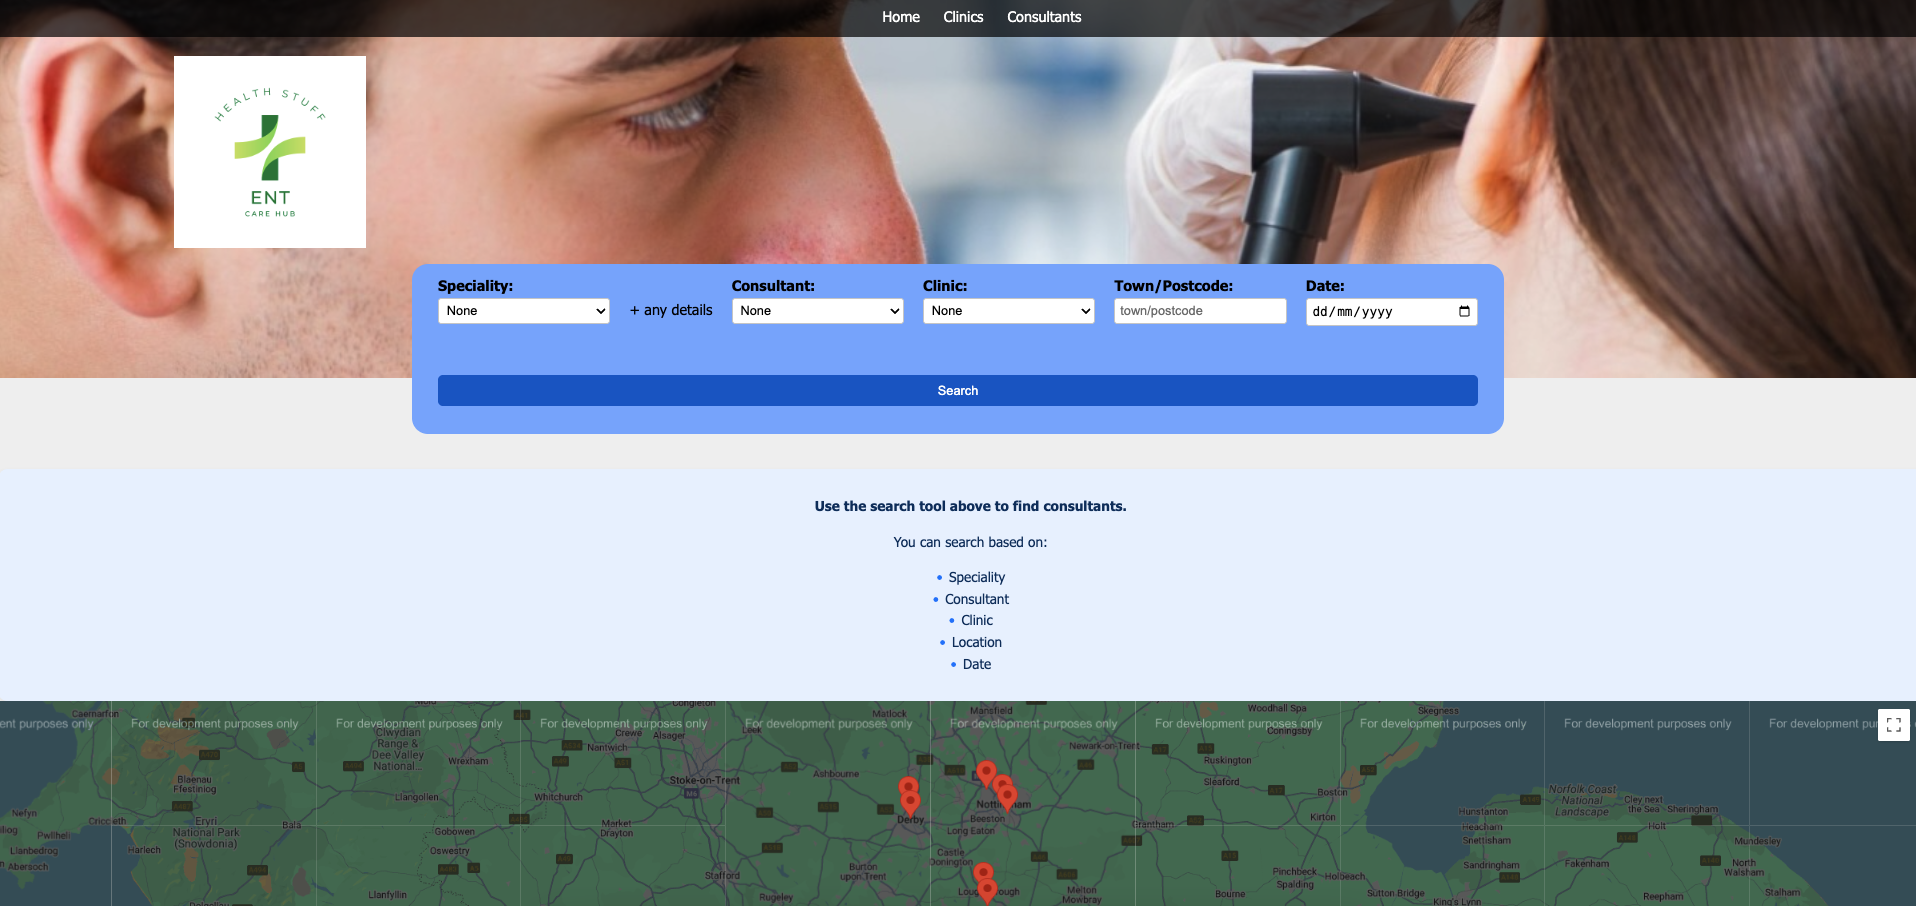 Home Clinics Consultants
HEALTH STUFF
ENT
CARE HUB
Speciality: Consultant: Clinic: Town/Postcode: Date:
None + any details None None town/postcode dd/mm/yyyy
Search
Use the search tool above to find consultants.
You can search based on:
• Speciality
• Consultant
• Clinic
• Location
• Date
ent purposes only For development purposes only For development purposes only For development purposes only For development purposes only For development purposes only For development purposes only For development purposes only For development purposes only For development pur
Caernarfon
Congleton
Matlock
Mansfield
Woodhall Spa
Skegness
Clwydian
Range &
Dee Valley
National...
Crewe
Alsager
Leek
Coningsby
Nantwich
Newark-on-Trent
Wrexham
Ruskington
Blaenau
Ffestiniog
Stoke-on-Trent
M6
Ashbourne
Sleaford
Llangollen
Whitchurch
Boston
Norfolk Coast
National
Landscape
Cley next
the Sea
Sheringham
Nefyn
Criccieth
Pwllheli
Llanbedrog
Abersoch
Eryri
National Park
(Snowdonia)
Bala
Harlech
Gobowen
Oswestry
Market
Drayton
Derby
Nottingham
Beeston
Long Eaton
Grantham
Kirton
Hunstanton
Heacham
Snettisham
Holt
Mundesley
Castle
Donington
Burton
upon Trent
Stafford
Rugeley
Llanfyllin
Melton
Mowbray
Bourne
Pinchbeck
Spalding
Holbeach
Sutton Bridge
King's Lynn
Sandringham
Fakenham
North
Walsham
Reepham
Stalham